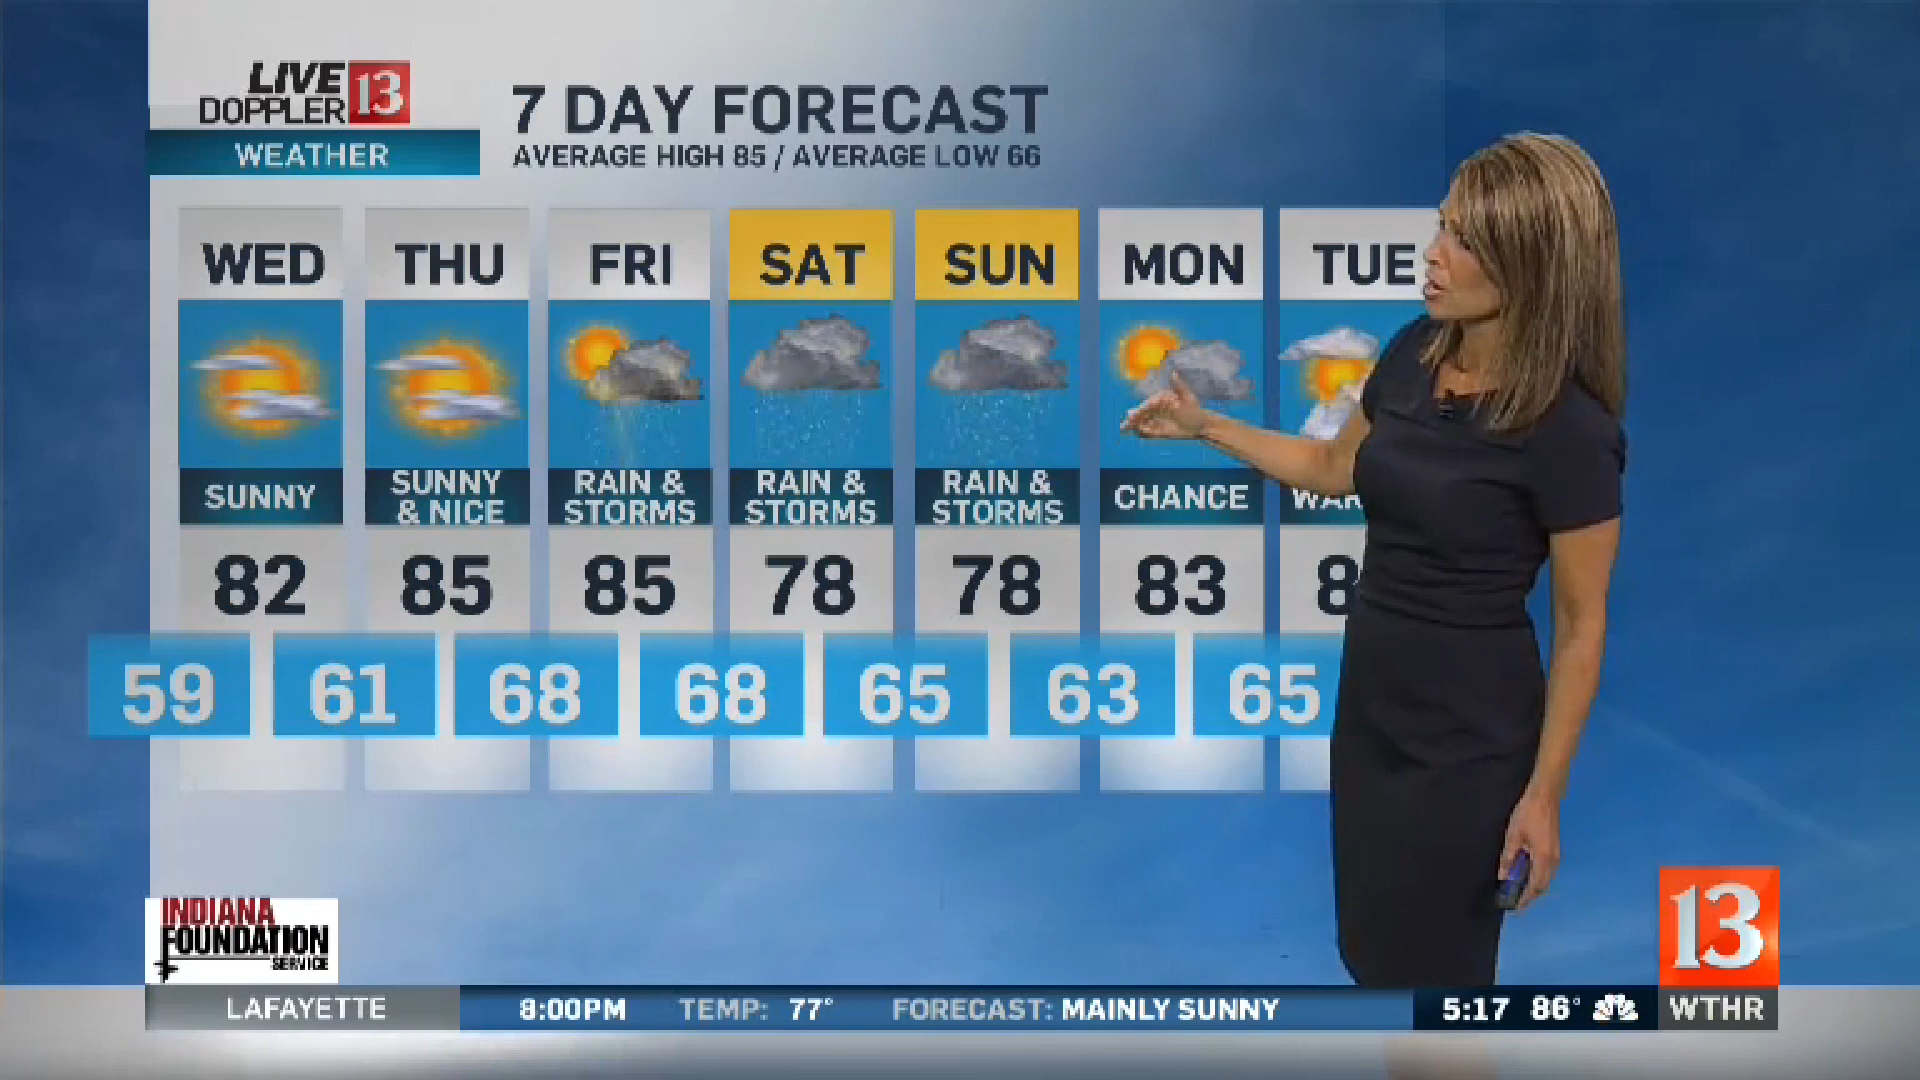 LIVE
DOPPLER 13
WEATHER
7 DAY FORECAST
AVERAGE HIGH 85 / AVERAGE LOW 66
WED THU FRI SAT SUN MON TUE
SUNNY
SUNNY
& NICE
RAIN &
STORMS
RAIN &
STORMS
RAIN &
STORMS
CHANCE
82 85 85 78 78 83
59 61 68 68 65 63 65
INDIANA
FOUNDATION
SERVICE
13
LAFAYETTE 8:00PM TEMP: 77° FORECAST: MAINLY SUNNY 5:17 86° WTHR